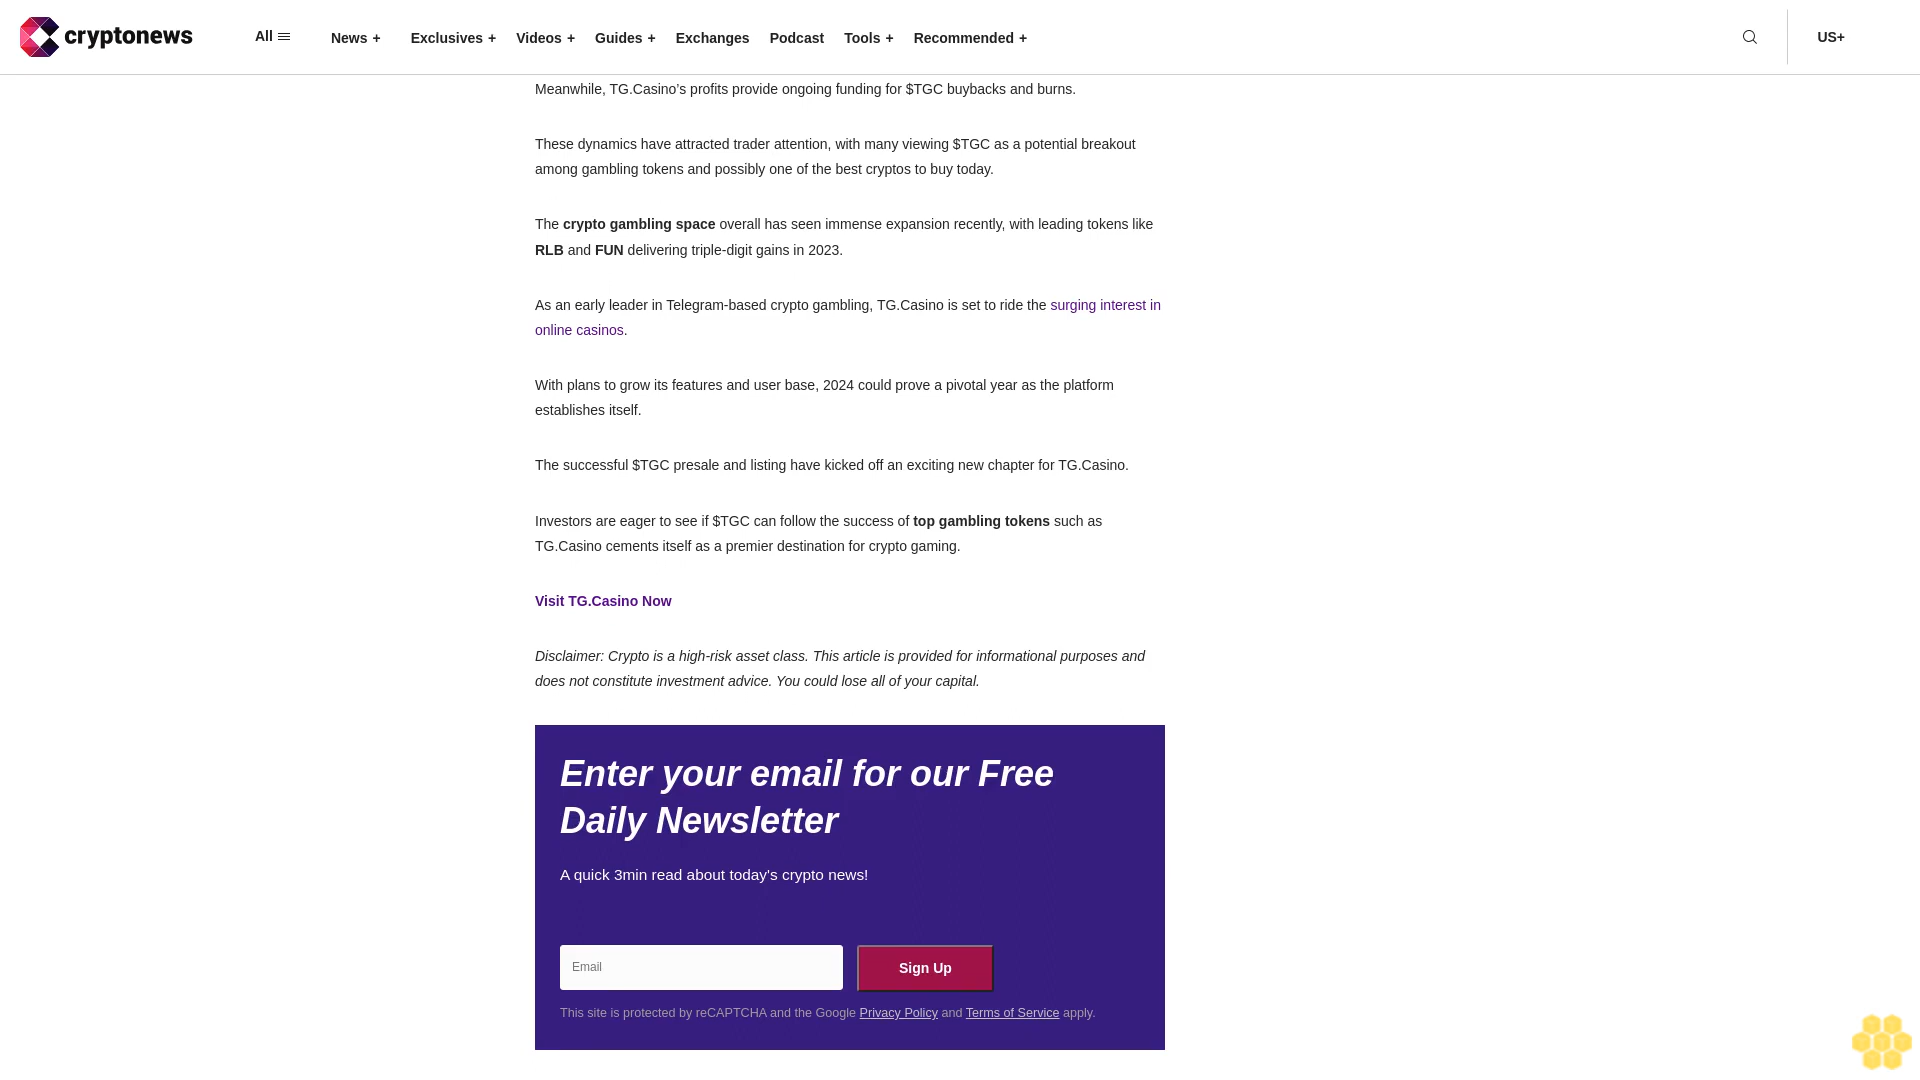 cryptonews
All
News +
Exclusives +
Videos +
Guides +
Exchanges
Podcast
Tools +
Recommended +
US+
Meanwhile, TG.Casino’s profits provide ongoing funding for $TGC buybacks and burns.
These dynamics have attracted trader attention, with many viewing $TGC as a potential breakout
among gambling tokens and possibly one of the best cryptos to buy today.
The crypto gambling space overall has seen immense expansion recently, with leading tokens like
RLB and FUN delivering triple-digit gains in 2023.
As an early leader in Telegram-based crypto gambling, TG.Casino is set to ride the surging interest in
online casinos.
With plans to grow its features and user base, 2024 could prove a pivotal year as the platform
establishes itself.
The successful $TGC presale and listing have kicked off an exciting new chapter for TG.Casino.
Investors are eager to see if $TGC can follow the success of top gambling tokens such as
TG.Casino cements itself as a premier destination for crypto gaming.
Visit TG.Casino Now
Disclaimer: Crypto is a high-risk asset class. This article is provided for informational purposes and
does not constitute investment advice. You could lose all of your capital.
Enter your email for our Free
Daily Newsletter
A quick 3min read about today's crypto news!
Email
Sign Up
This site is protected by reCAPTCHA and the Google Privacy Policy and Terms of Service apply.